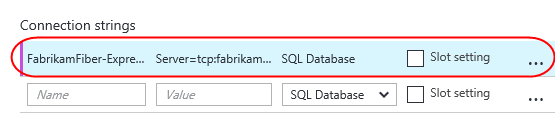 Connection strings
FabrikamFiber-Expre... Server=tcp:fabrikam... SQL Database Slot setting ...
Name Value SQL Database Slot setting ...